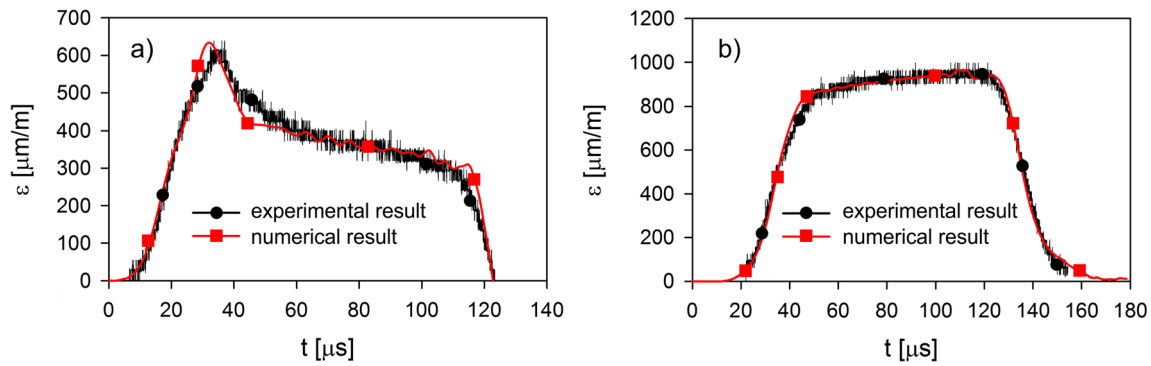 a)
ε [µm/m]
700
600
500
400
300
200
100
0
experimental result
numerical result
0 20 40 60 80 100 120 140
t [µs]
b)
ε [µm/m]
1200
1000
800
600
400
200
0
experimental result
numerical result
0 20 40 60 80 100 120 140 160 180
t [µs]